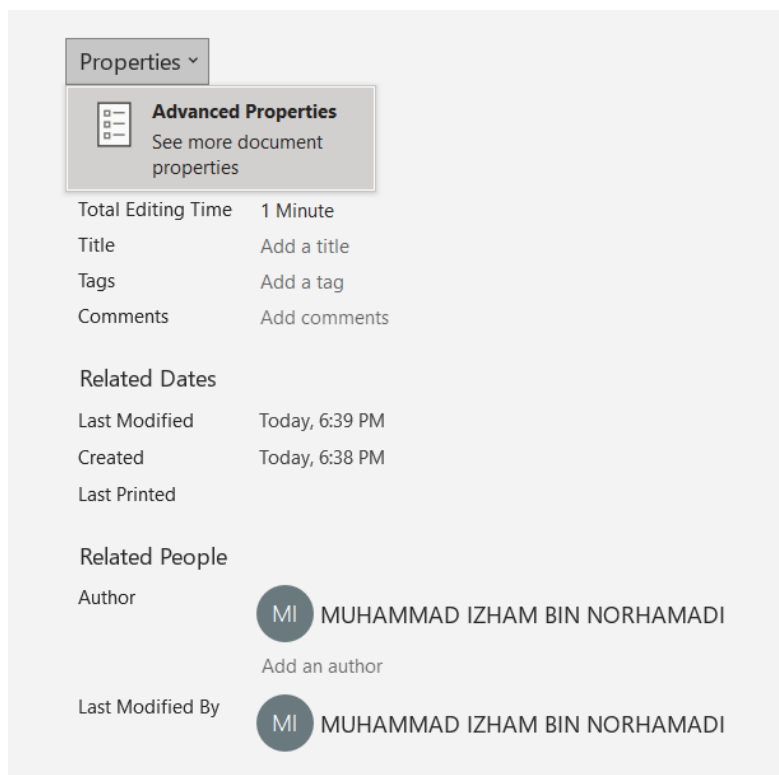 Properties
Advanced Properties
See more document
properties
Total Editing Time 1 Minute
Title Add a title
Tags Add a tag
Comments Add comments
Related Dates
Last Modified Today, 6:39 PM
Created Today, 6:38 PM
Last Printed
Related People
Author
MI MUHAMMAD IZHAM BIN NORHAMADI
Add an author
Last Modified By
MI MUHAMMAD IZHAM BIN NORHAMADI